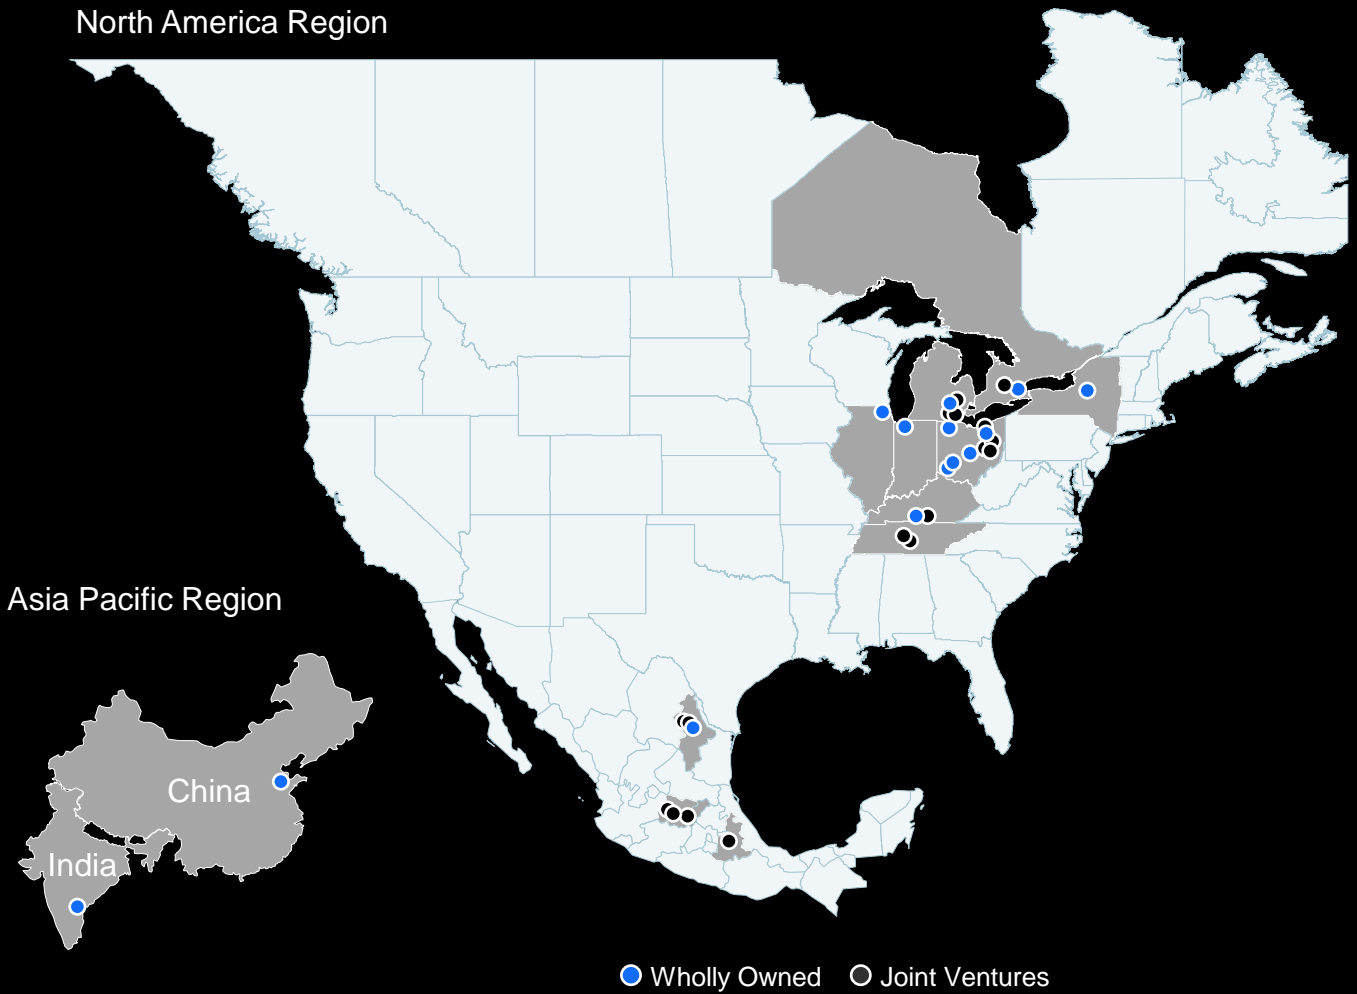 North America Region
Asia Pacific Region
China
India
Wholly Owned
Joint Ventures